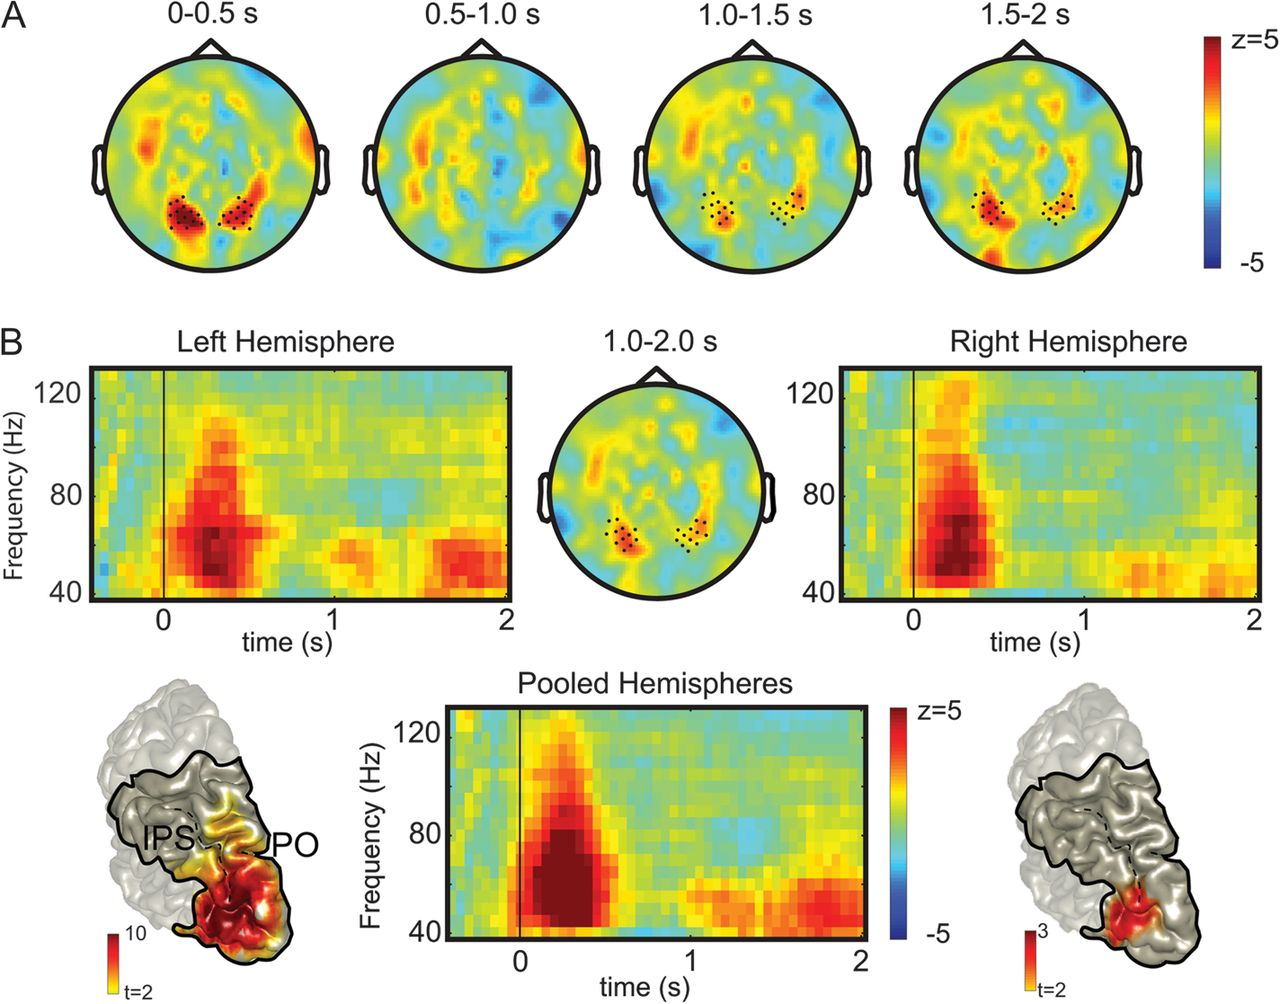 A
0-0.5 s
0.5-1.0 s
1.0-1.5 s
1.5-2 s
z=5
-5
B
Left Hemisphere
1.0-2.0 s
Right Hemisphere
Frequency (Hz)
120
80
40
0
1
2
time (s)
Frequency (Hz)
120
80
40
0
1
2
time (s)
Pooled Hemispheres
Frequency (Hz)
120
80
40
0
1
2
time (s)
z=5
-5
IPS
PO
10
t=2
3
t=2